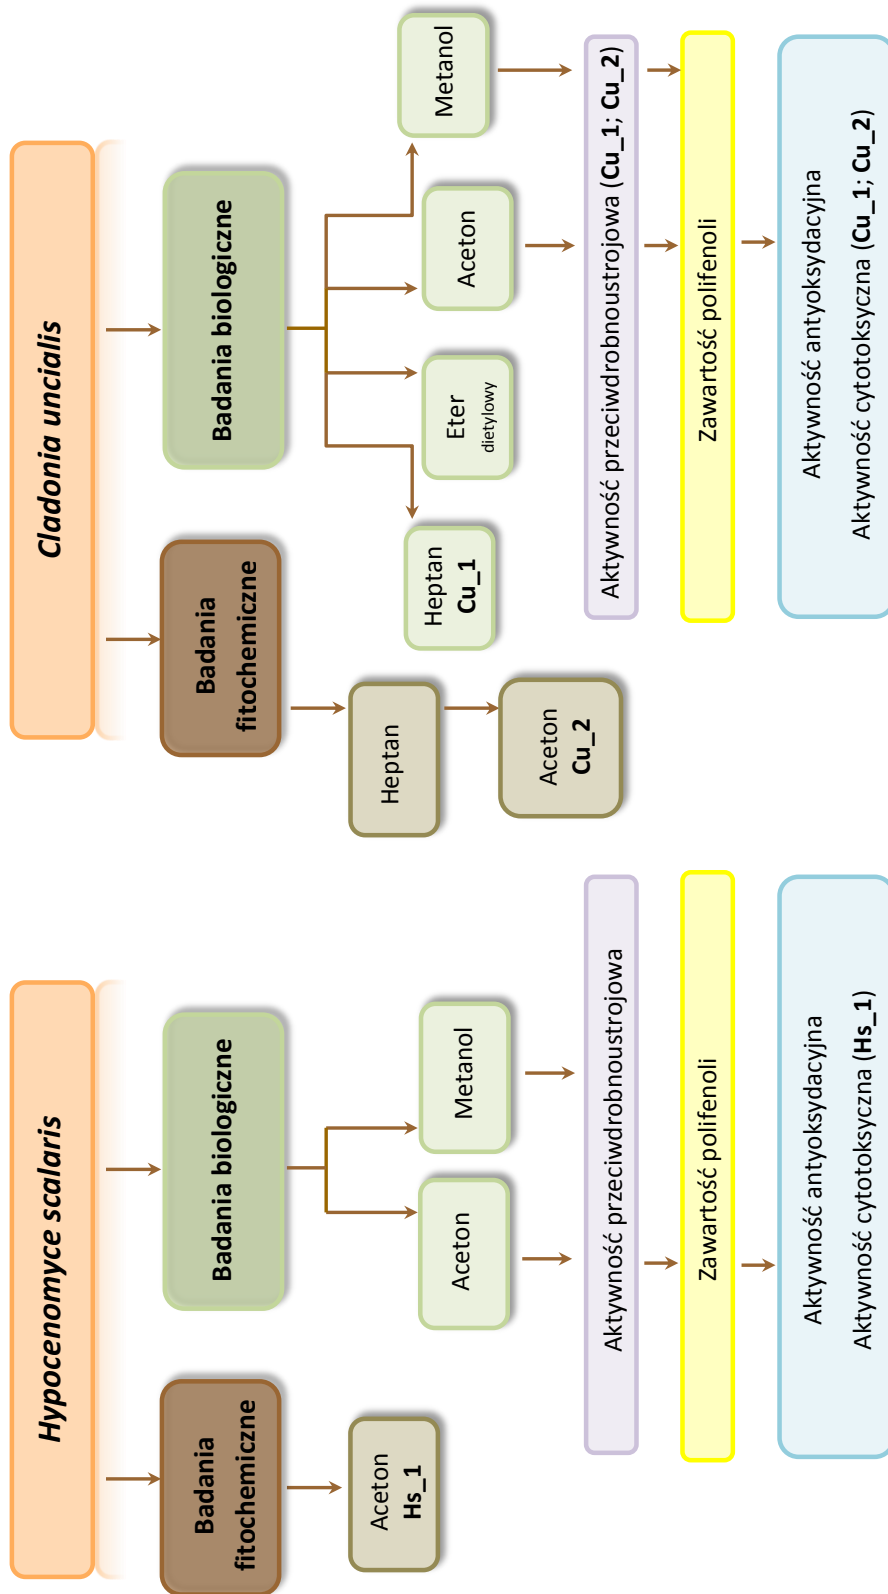 Hypocenomyce scalaris
Badania
fitochemiczne
Aceton
Hs_1
Badania biologiczne
Aceton
Metanol
Aktywność przeciwdrobnoustrojowa
Zawartość polifenoli
Aktywność antyoksydacyjna
Aktywność cytotoksyczna (Hs_1)
Cladonia uncialis
Badania
fitochemiczne
Heptan
Aceton
Cu_2
Badania biologiczne
Heptan
Cu_1
Eter
dietylowy
Aceton
Metanol
Aktywność przeciwdrobnoustrojowa (Cu_1; Cu_2)
Zawartość polifenoli
Aktywność antyoksydacyjna
Aktywność cytotoksyczna (Cu_1; Cu_2)